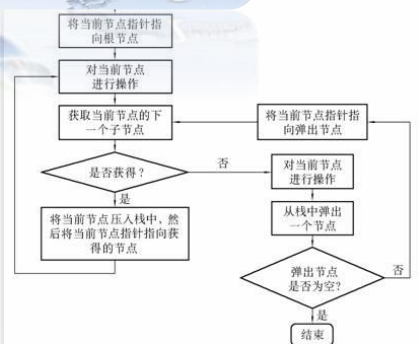 将当前节点指针指
向根节点
对当前节点
进行操作
获取当前节点的下
一个子节点
是否获得？
是
将当前节点压入栈中、然
后将当前节点指针指向获
得的节点
否
将当前节点指针指
向弹出节点
对当前节点
进行操作
从栈中弹出
一个节点
弹出节点
是否为空?
否
是
结束